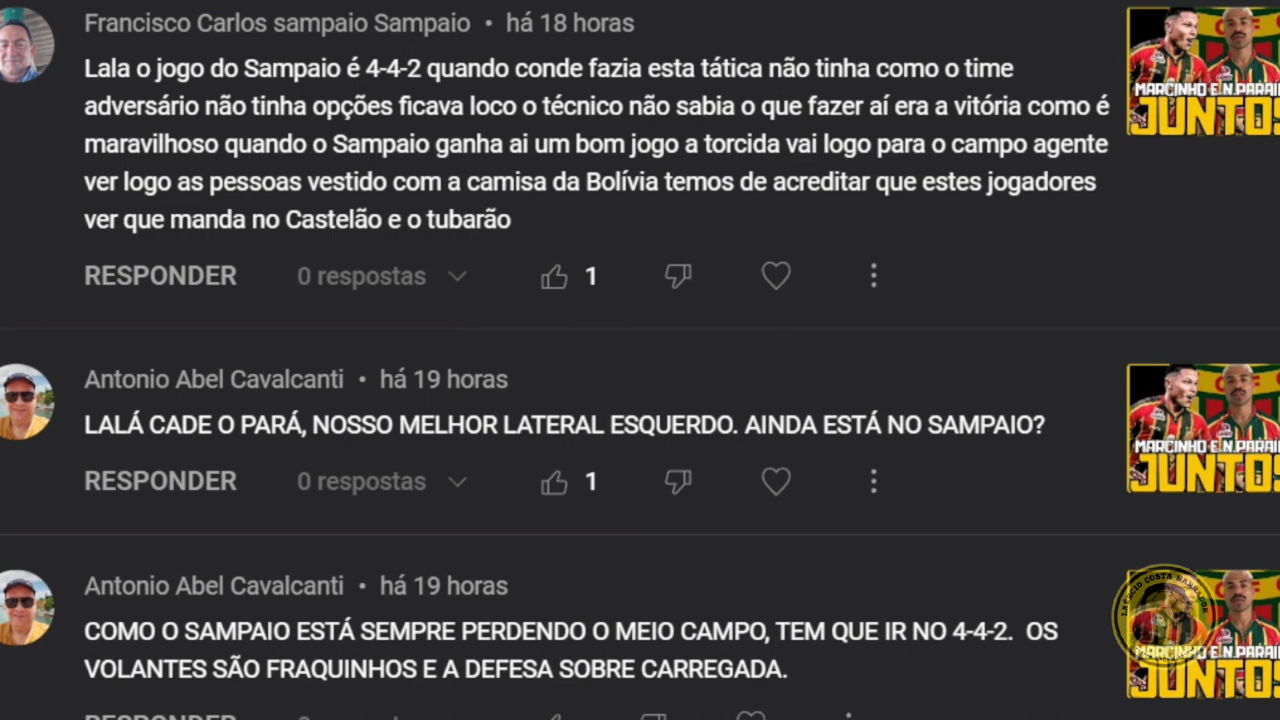 Francisco Carlos sampaio Sampaio • há 18 horas
Lala o jogo do Sampaio é 4-4-2 quando conde fazia esta tática não tinha como o time
adversário não tinha opções ficava loco o técnico não sabia o que fazer aí era a vitória como é
maravilhoso quando o Sampaio ganha ai um bom jogo a torcida vai logo para o campo agente
ver logo as pessoas vestido com a camisa da Bolívia temos de acreditar que estes jogadores
ver que manda no Castelão e o tubarão
RESPONDER 0 respostas 1
MARCINHO E N.PARAI
JUNTOS
Antonio Abel Cavalcanti • há 19 horas
LALÁ CADE O PARÁ, NOSSO MELHOR LATERAL ESQUERDO. AINDA ESTÁ NO SAMPAIO?
RESPONDER 0 respostas 1
MARCINHO E N.PARAI
JUNTOS
Antonio Abel Cavalcanti • há 19 horas
COMO O SAMPAIO ESTÁ SEMPRE PERDENDO O MEIO CAMPO, TEM QUE IR NO 4-4-2. OS
VOLANTES SÃO FRAQUINHOS E A DEFESA SOBRE CARREGADA.
LAÉRCIO COSTA NARRADOR
MARCINHO E N.PARAI
JUNTOS
RESPONDER